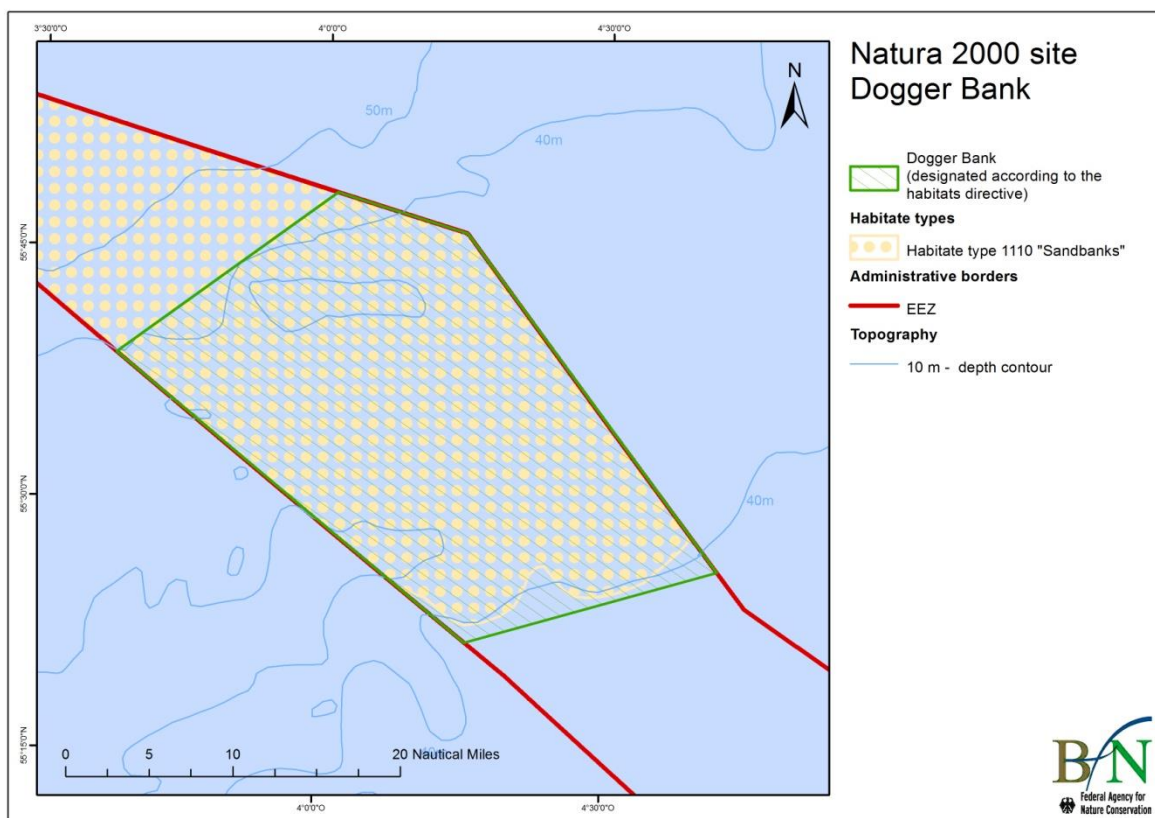 3°30'0"O
4°0'0"O
4°30'0"O
Natura 2000 site
Dogger Bank
N
50m
40m
Dogger Bank
(designated according to the
habitats directive)
Habitate types
Habitate type 1110 "Sandbanks"
Administrative borders
EEZ
Topography
10 m - depth contour
55°45'0"N
55°30'0"N
40m
55°15'0"N
0 5 10 20 Nautical Miles
4°0'0"O
4°30'0"O
BfN
Federal Agency for
Nature Conservation